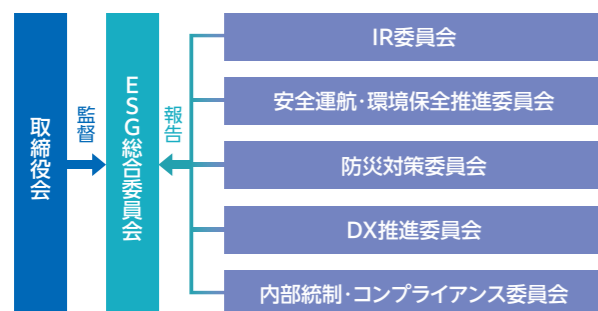 取締役会
監督
ESG総合委員会
報告
IR委員会
安全運航・環境保全推進委員会
防災対策委員会
DX推進委員会
内部統制・コンプライアンス委員会